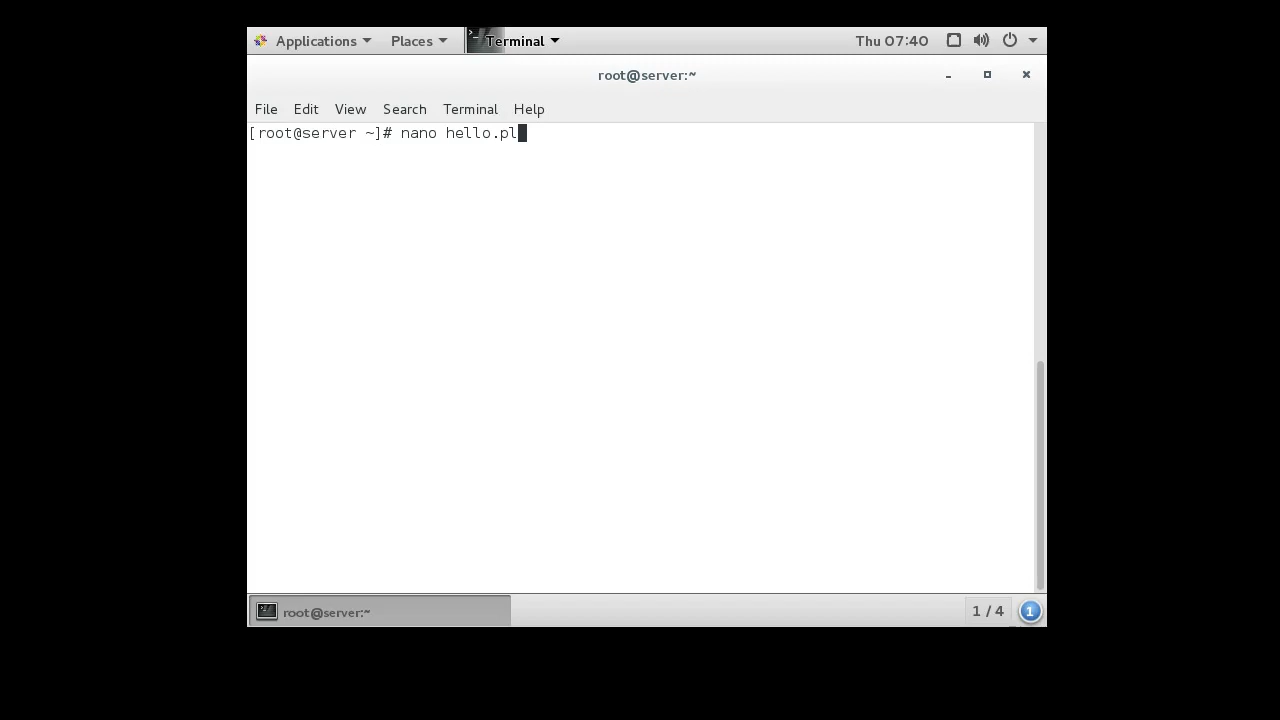 Applications Places Terminal Thu 07:40
root@server:~
File Edit View Search Terminal Help
[root@server ~]# nano hello.pl
root@server:~ 1 / 4 1